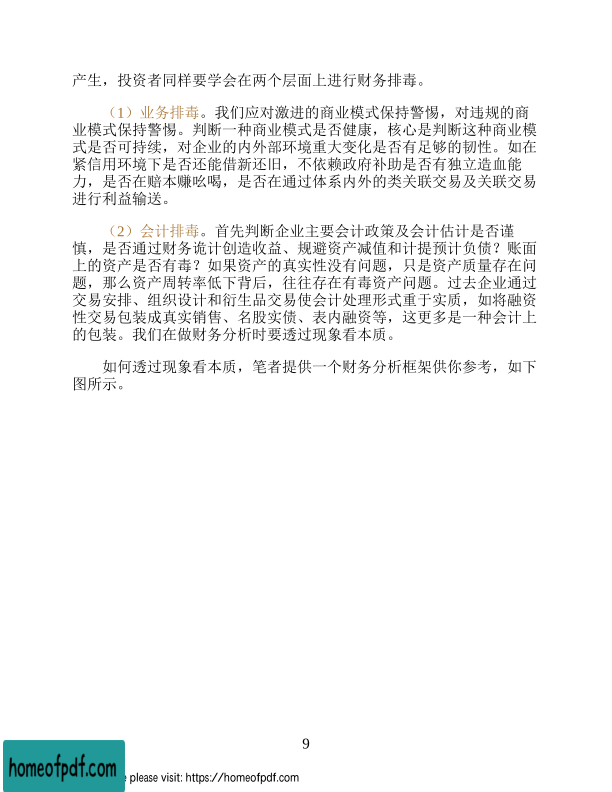 产生，投资者同样要学会在两个层面上进行财务排毒。
（1）业务排毒。我们应对激进的商业模式保持警惕，对违规的商
业模式保持警惕。判断一种商业模式是否健康，核心是判断这种商业模
式是否可持续，对企业的内外部环境重大变化是否有足够的韧性。如在
紧信用环境下是否还能借新还旧，不依赖政府补助是否有独立造血能
力，是否在赔本赚吆喝，是否在通过体系内外的类关联交易及关联交易
进行利益输送。
（2）会计排毒。首先判断企业主要会计政策及会计估计是否谨
慎，是否通过财务诡计创造收益、规避资产减值和计提预计负债？账面
上的资产是否有毒？如果资产的真实性没有问题，只是资产质量存在问
题，那么资产周转率低下背后，往往存在有毒资产问题。过去企业通过
交易安排、组织设计和衍生品交易使会计处理形式重于实质，如将融资
性交易包装成真实销售、名股实债、表内融资等，这更多是一种会计上
的包装。我们在做财务分析时要透过现象看本质。
如何透过现象看本质，笔者提供一个财务分析框架供你参考，如下
图所示。
9
homeofpdf.com
e please visit: https://homeofpdf.com